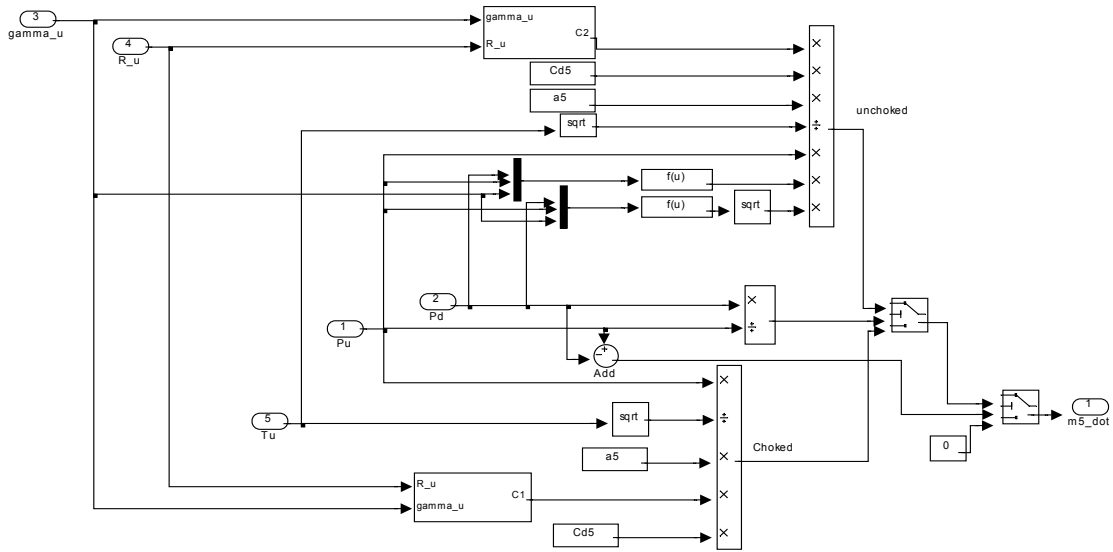 3
gamma_u
4
R_u
gamma_u
R_u
C2
Cd5
a5
sqrt
×
×
×
÷
×
×
×
unchoked
f(u)
f(u)
sqrt
2
Pd
1
Pu
×
÷
−
+
Add
5
Tu
sqrt
a5
R_u
gamma_u
C1
Cd5
×
÷
×
×
×
Choked
0
1
m5_dot